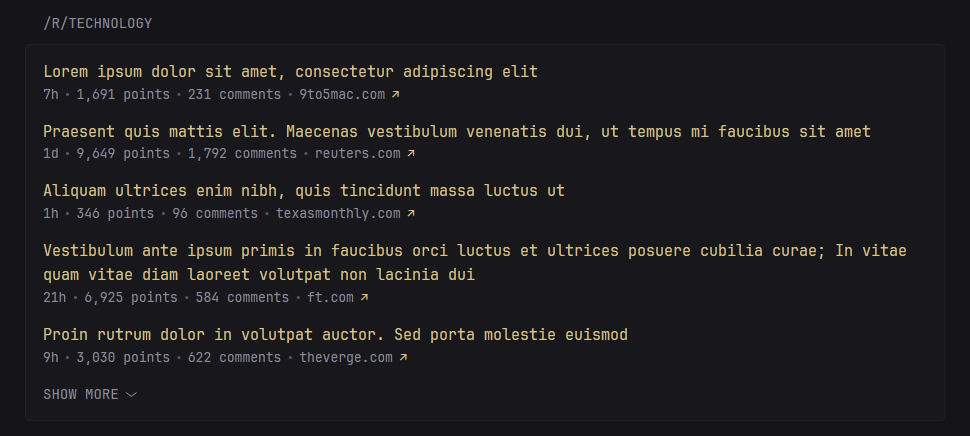 /R/TECHNOLOGY
Lorem ipsum dolor sit amet, consectetur adipiscing elit
7h • 1,691 points • 231 comments • 9to5mac.com ↗
Praesent quis mattis elit. Maecenas vestibulum venenatis dui, ut tempus mi faucibus sit amet
1d • 9,649 points • 1,792 comments • reuters.com ↗
Aliquam ultrices enim nibh, quis tincidunt massa luctus ut
1h • 346 points • 96 comments • texasmonthly.com ↗
Vestibulum ante ipsum primis in faucibus orci luctus et ultrices posuere cubilia curae; In vitae
quam vitae diam laoreet volutpat non lacinia dui
21h • 6,925 points • 584 comments • ft.com ↗
Proin rutrum dolor in volutpat auctor. Sed porta molestie euismod
9h • 3,030 points • 622 comments • theverge.com ↗
SHOW MORE